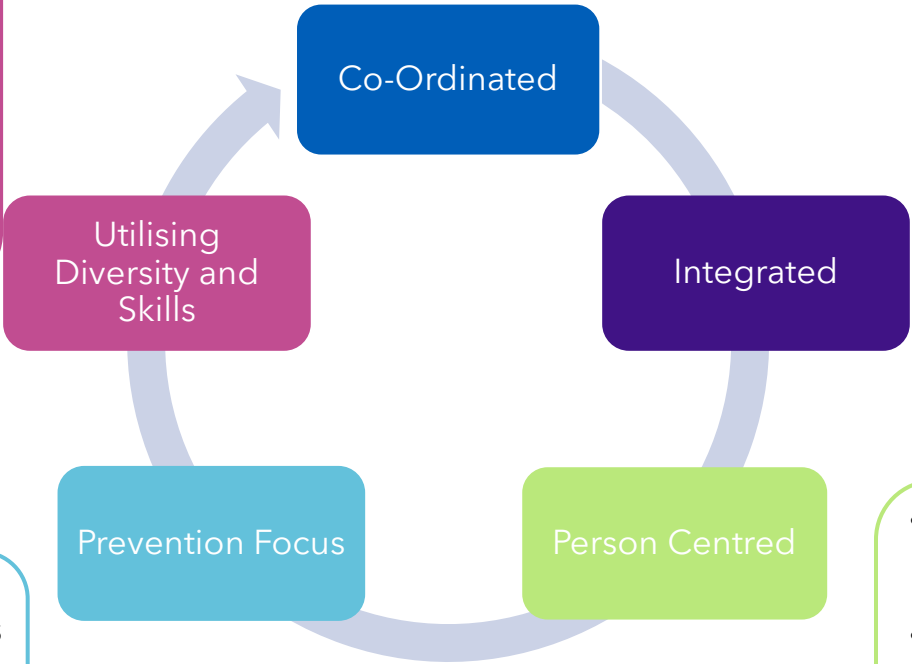 Co-Ordinated
Utilising
Diversity and
Skills
Integrated
Prevention Focus
Person Centred
•
s
•